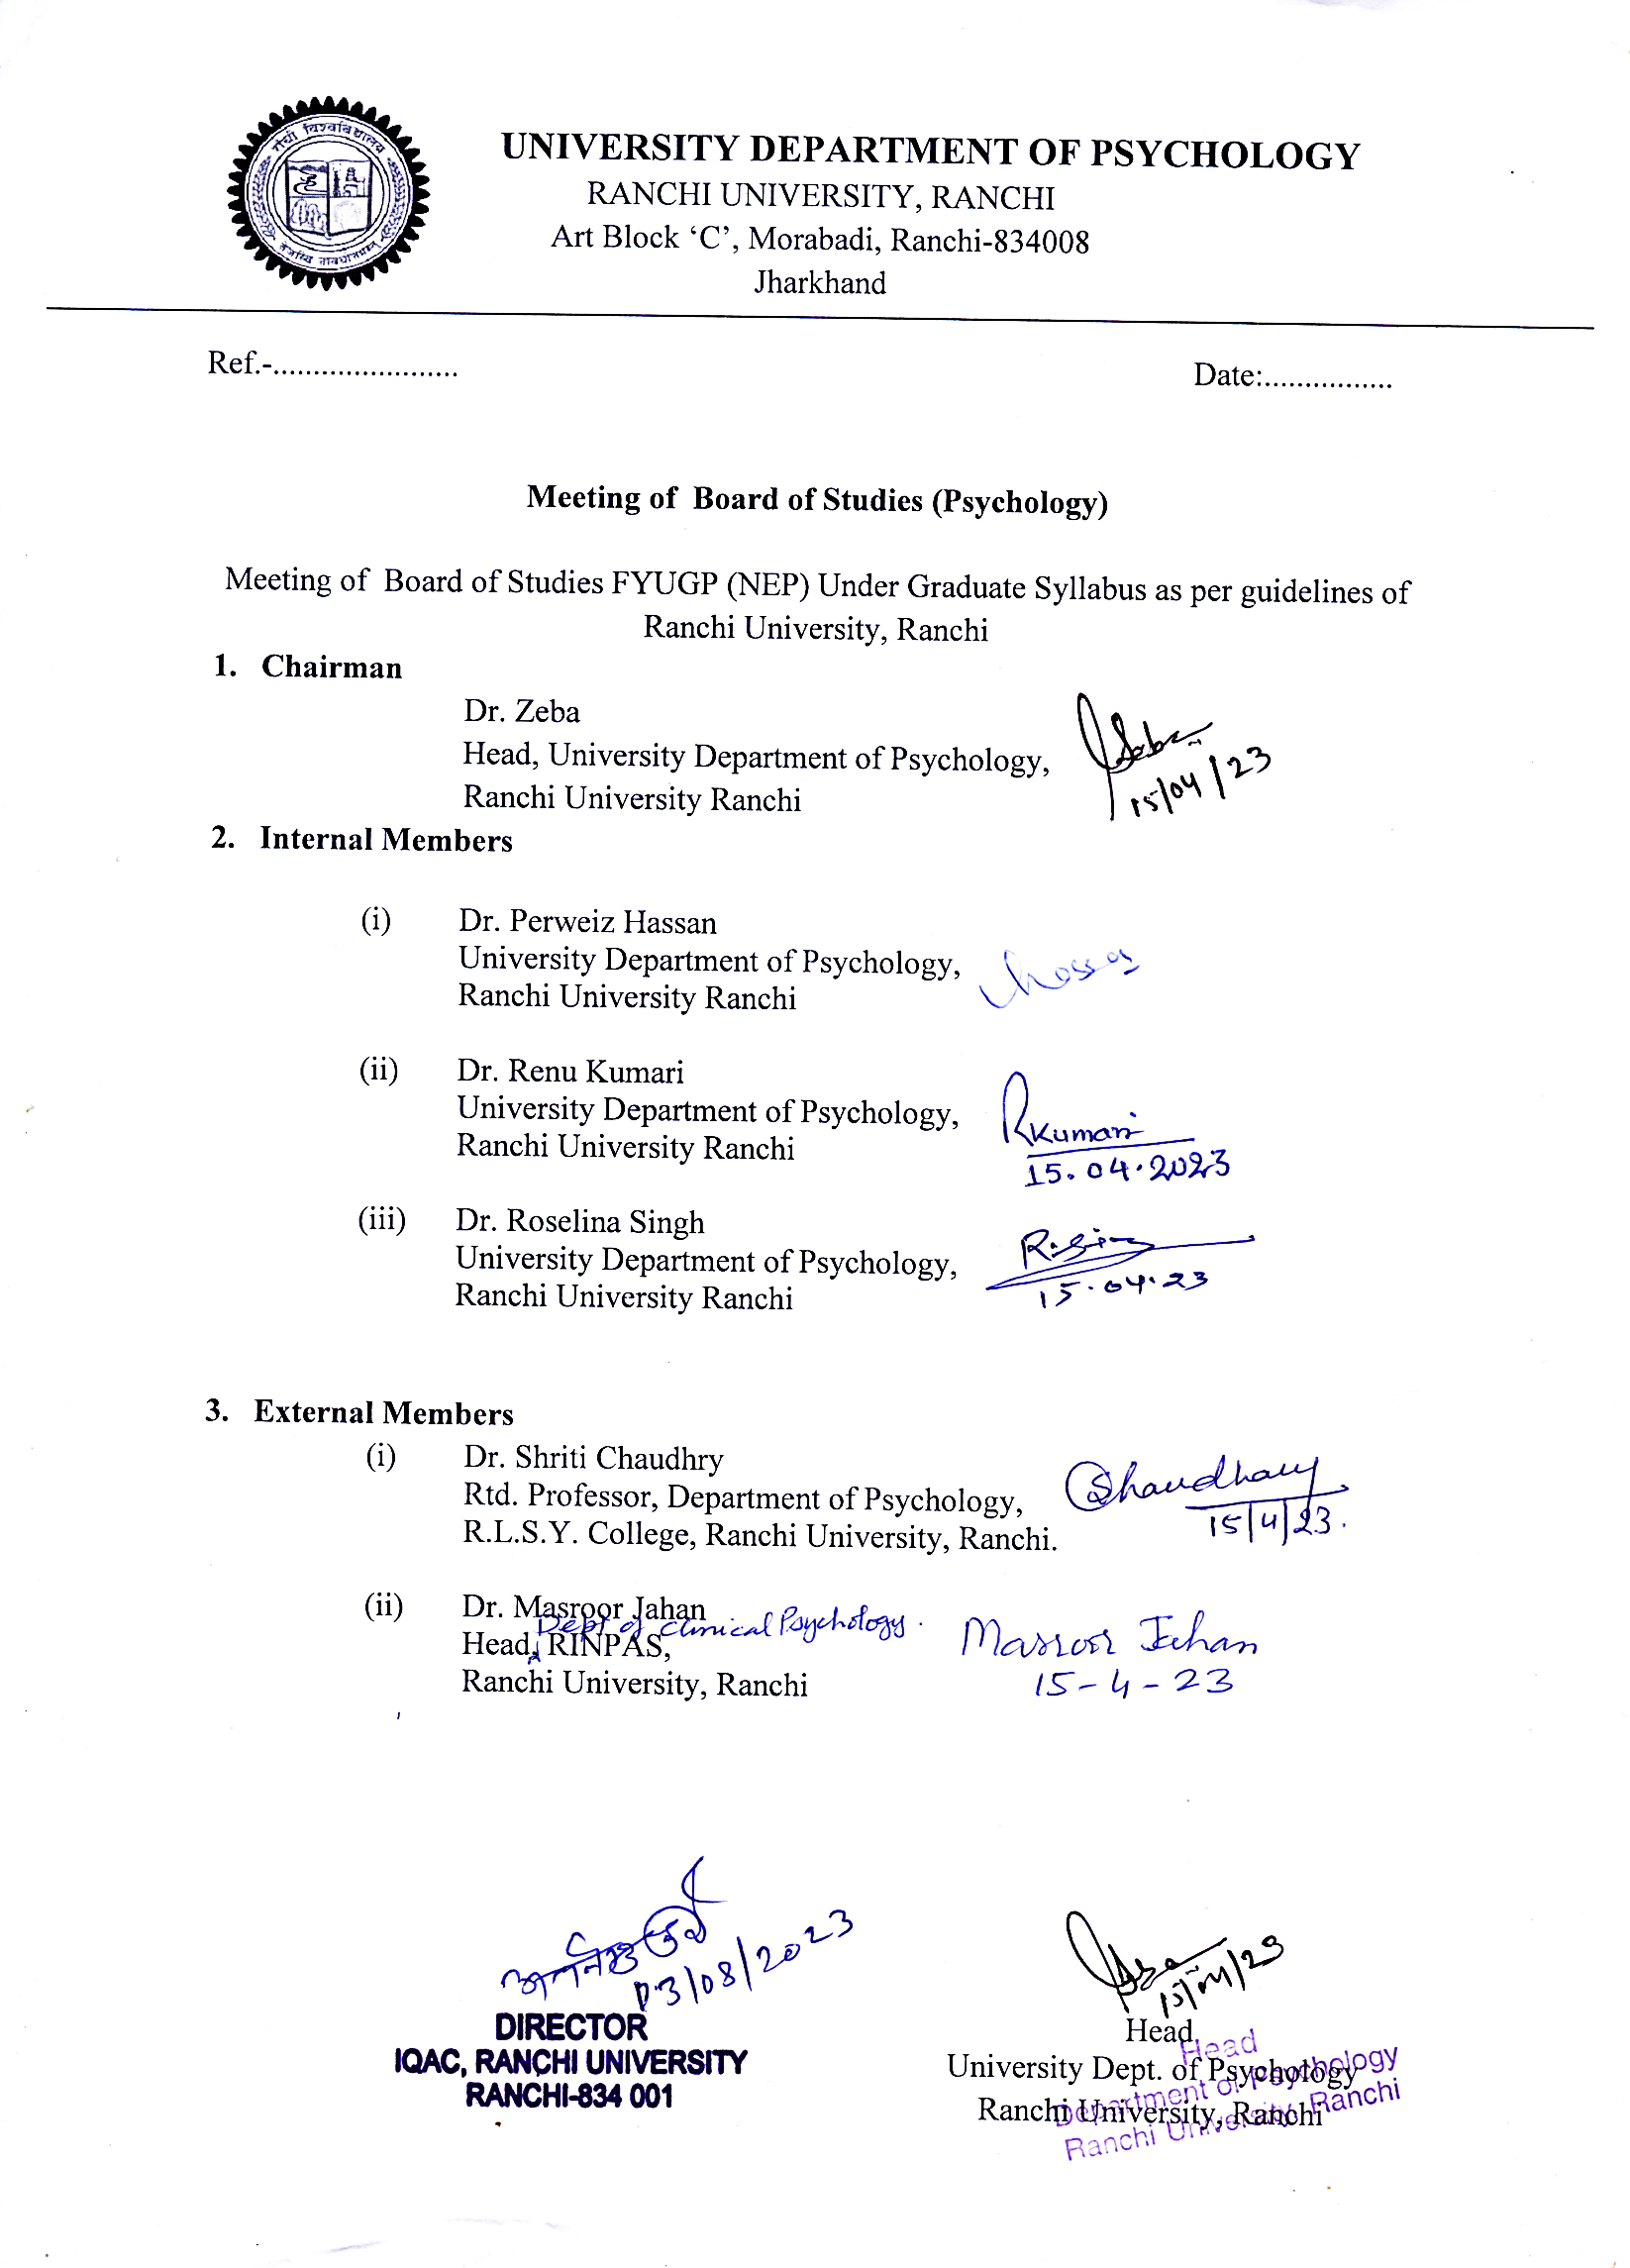 रांची विश्वविद्यालय
UNIVERSITY DEPARTMENT OF PSYCHOLOGY
RANCHI UNIVERSITY, RANCHI
Art Block ‘C’, Morabadi, Ranchi-834008
Jharkhand
Ref.-.......................
Date:................
Meeting of Board of Studies (Psychology)
Meeting of Board of Studies FYUGP (NEP) Under Graduate Syllabus as per guidelines of
Ranchi University, Ranchi
1. Chairman
Dr. Zeba
Head, University Department of Psychology,
Ranchi University Ranchi
Zeba
15/04/23
2. Internal Members
(i) Dr. Perweiz Hassan
University Department of Psychology,
Ranchi University Ranchi
(ii) Dr. Renu Kumari
University Department of Psychology,
Ranchi University Ranchi
RKumari
15.04.2023
(iii) Dr. Roselina Singh
University Department of Psychology,
Ranchi University Ranchi
15.04.23
3. External Members
(i) Dr. Shriti Chaudhry
Rtd. Professor, Department of Psychology,
R.L.S.Y. College, Ranchi University, Ranchi.
15/4/23.
(ii) Dr. Masroor Jahan
Dept of Clinical Psychology.
Head, RINPAS,
Ranchi University, Ranchi
Masroor Jahan
15-4-23
03/08/2023
DIRECTOR
IQAC, RANCHI UNIVERSITY
RANCHI-834 001
15/04/23
Head
University Dept. of Psychology
Ranchi University, Ranchi
Head
Department of Psychology
Ranchi University, Ranchi